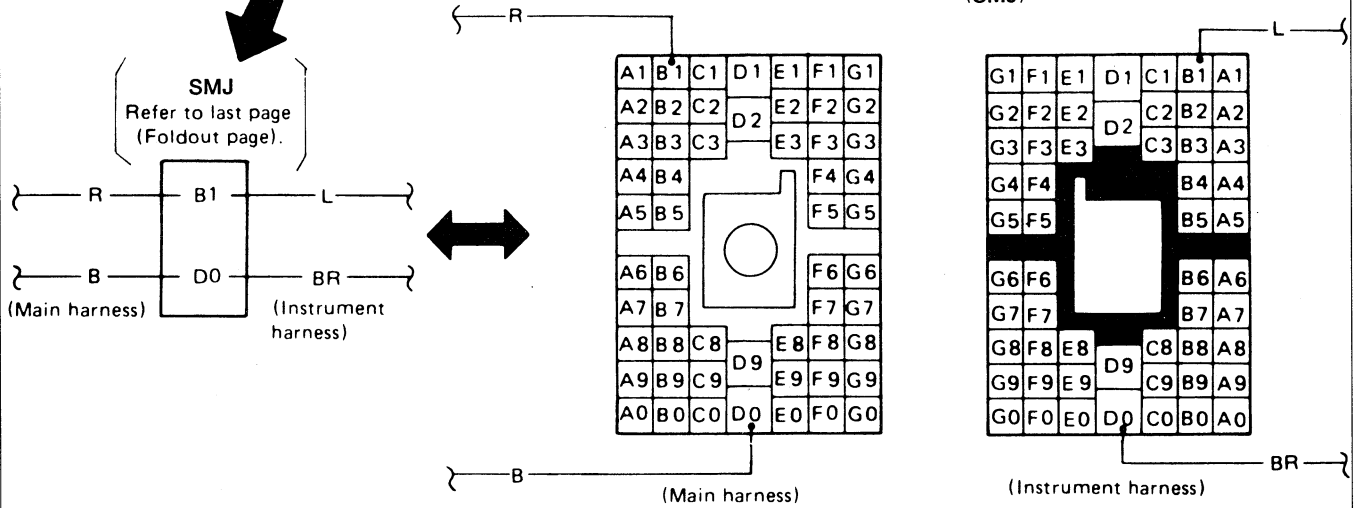 SMJ
Refer to last page
(Foldout page).
R B1 L
B D0 BR
(Main harness)
(Instrument
harness)
R
A1 B1 C1 D1 E1 F1 G1
A2 B2 C2 D2 E2 F2 G2
A3 B3 C3 E3 F3 G3
A4 B4 F4 G4
A5 B5 F5 G5
A6 B6 F6 G6
A7 B7 F7 G7
A8 B8 C8 D9 E8 F8 G8
A9 B9 C9 E9 F9 G9
A0 B0 C0 D0 E0 F0 G0
B
(Main harness)
(SMJ)
L
G1 F1 E1 D1 C1 B1 A1
G2 F2 E2 D2 C2 B2 A2
G3 F3 E3 C3 B3 A3
G4 F4 B4 A4
G5 F5 B5 A5
G6 F6 B6 A6
G7 F7 B7 A7
G8 F8 E8 D9 C8 B8 A8
G9 F9 E9 C9 B9 A9
G0 F0 E0 D0 C0 B0 A0
BR
(Instrument harness)